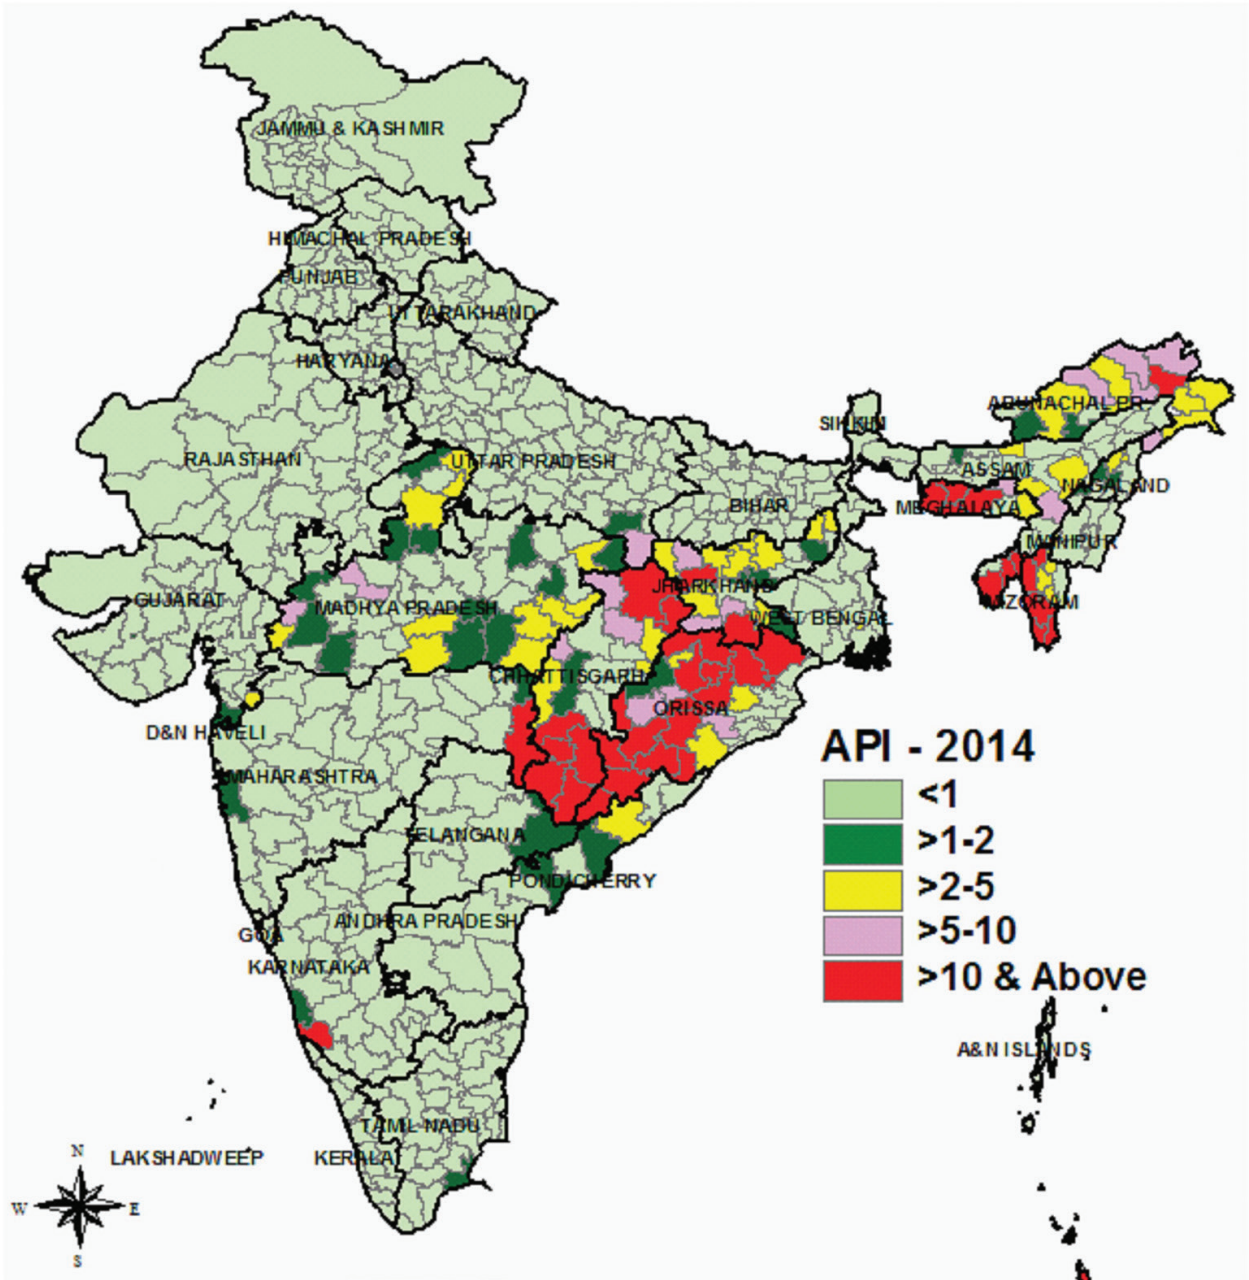 JAMMU & KASHMIR
HIMACHAL PRADESH
PUNJAB
UTTARAKHAND
HARYANA
ARUNACHAL PR.
SIKKIM
RAJASTHAN
UTTAR PRADESH
ASSAM
NAGALAND
BIHAR
MEGHALAYA
MANIPUR
JHARKHAND
GUJARAT
MADHYA PRADESH
MIZORAM
WEST BENGAL
CHHATTISGARH
ORISSA
D&N HAVELI
API - 2014
MAHARASHTRA
<1
TELANGANA
>1-2
PONDICHERRY
>2-5
ANDHRA PRADESH
GOA
>5-10
KARNATAKA
>10 & Above
A&N ISLANDS
TAMIL NADU
LAKSHADWEEP
KERALA
N
W
E
S